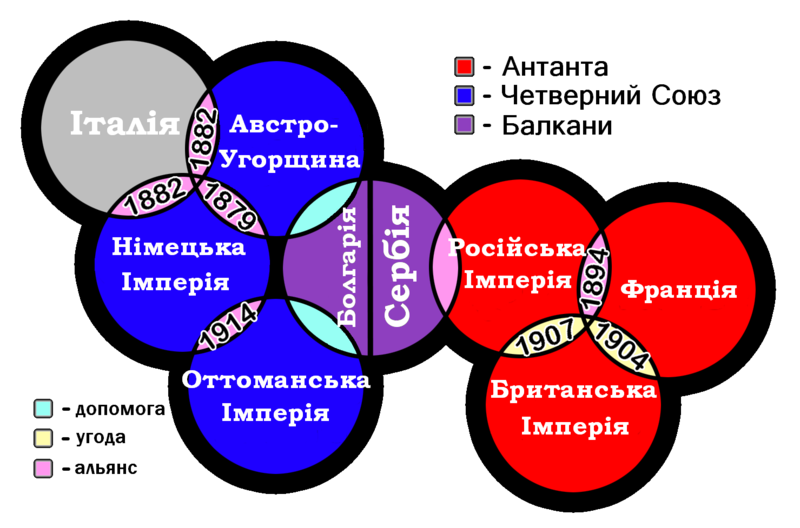 - Антанта
- Четверний Союз
- Балкани
Італія
1882
Австро-
Угорщина
1882
1879
Німецька
Імперія
Болгарія
Сербія
Російська
Імперія
1894
Франція
1914
1907
1904
Оттоманська
Імперія
Британська
Імперія
- допомога
- угода
- альянс